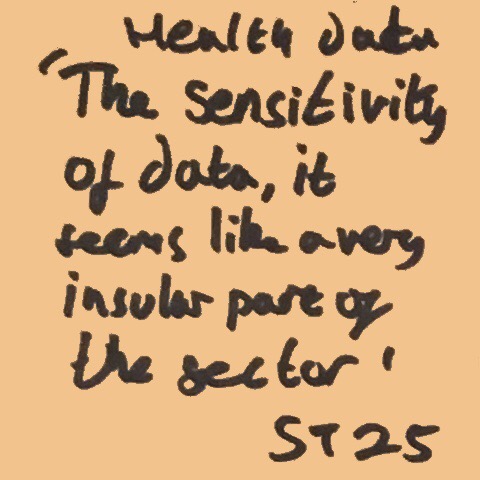 Health data
'The sensitivity
of data, it
seems like a very
insular part of
the sector'
ST25